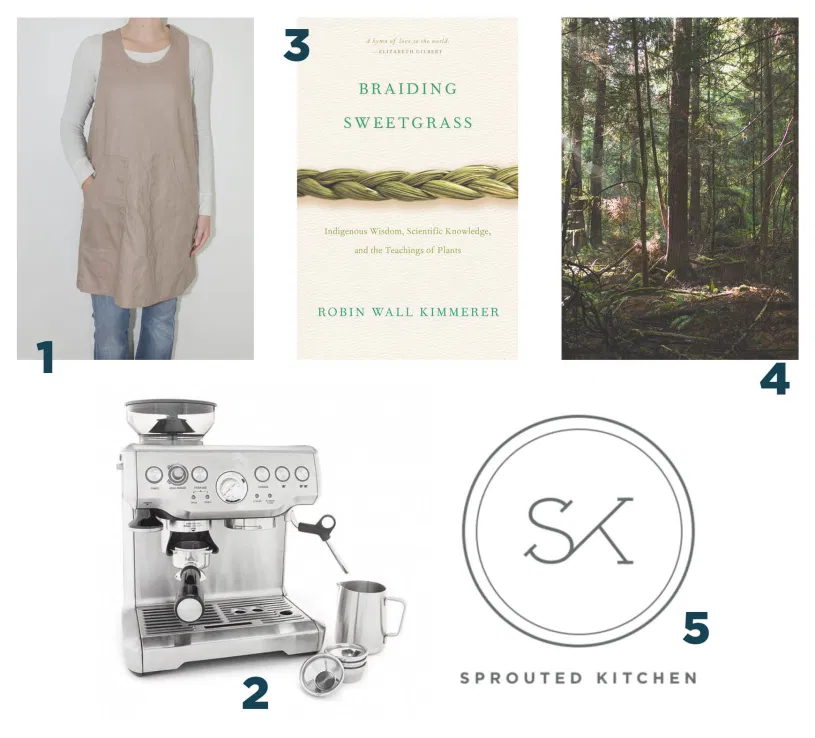 3
A hymn of love to the world.
—ELIZABETH GILBERT
BRAIDING
SWEETGRASS
Indigenous Wisdom, Scientific Knowledge,
and the Teachings of Plants
ROBIN WALL KIMMERER
1
4
2
SK
5
SPROUTED KITCHEN